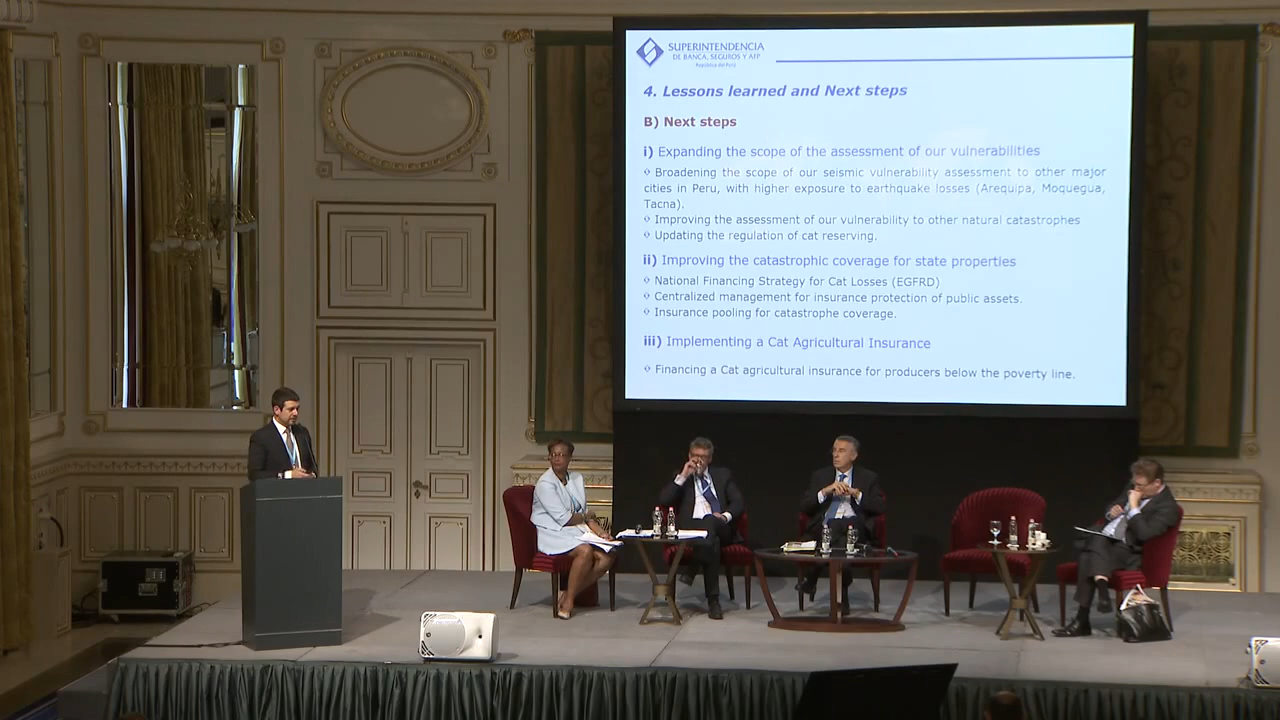 SUPERINTENDENCIA
DE BANCA, SEGUROS Y AFP
República del Perú
4. Lessons learned and Next steps
B) Next steps
i) Expanding the scope of the assessment of our vulnerabilities
Broadening the scope of our seismic vulnerability assessment to other major
cities in Peru, with higher exposure to earthquake losses (Arequipa, Moquegua,
Tacna).
Improving the assessment of our vulnerability to other natural catastrophes
Updating the regulation of cat reserving.
ii) Improving the catastrophic coverage for state properties
National Financing Strategy for Cat Losses (EGFRD)
Centralized management for insurance protection of public assets.
Insurance pooling for catastrophe coverage.
iii) Implementing a Cat Agricultural Insurance
Financing a Cat agricultural insurance for producers below the poverty line.